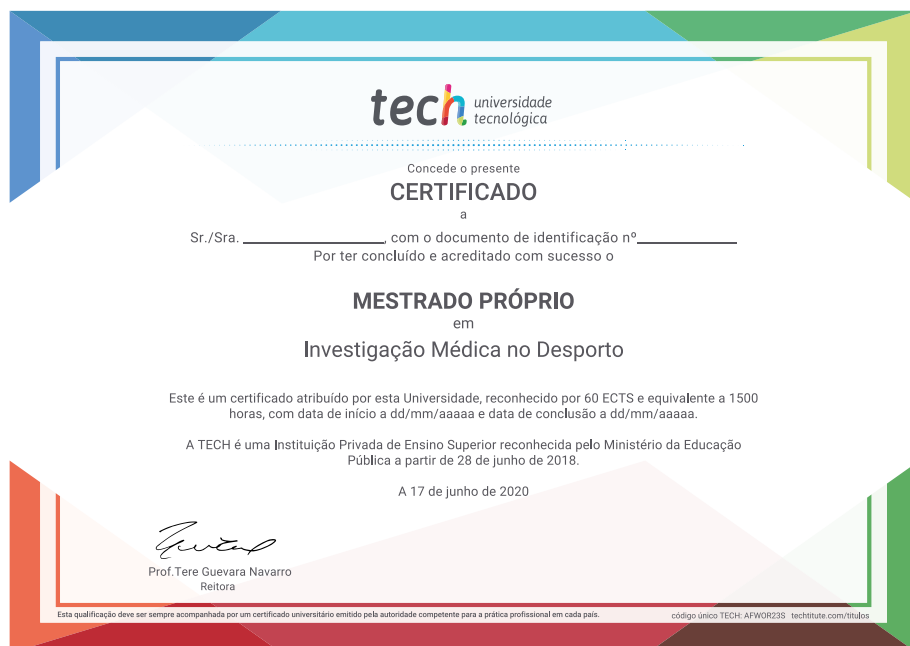 tech universidade
tecnológica
Concede o presente
CERTIFICADO
a
Sr./Sra. ____________, com o documento de identificação nº____________
Por ter concluído e acreditado com sucesso o
MESTRADO PRÓPRIO
em
Investigação Médica no Desporto
Este é um certificado atribuído por esta Universidade, reconhecido por 60 ECTS e equivalente a 1500
horas, com data de início a dd/mm/aaaaa e data de conclusão a dd/mm/aaaaa.
A TECH é uma Instituição Privada de Ensino Superior reconhecida pelo Ministério da Educação
Pública a partir de 28 de junho de 2018.
A 17 de junho de 2020
Prof.Tere Guevara Navarro
Reitora
Esta qualificação deve ser sempre acompanhada por um certificado universitário emitido pela autoridade competente para a prática profissional em cada país.
código único TECH: AFWOR23S techtitute.com/titulos